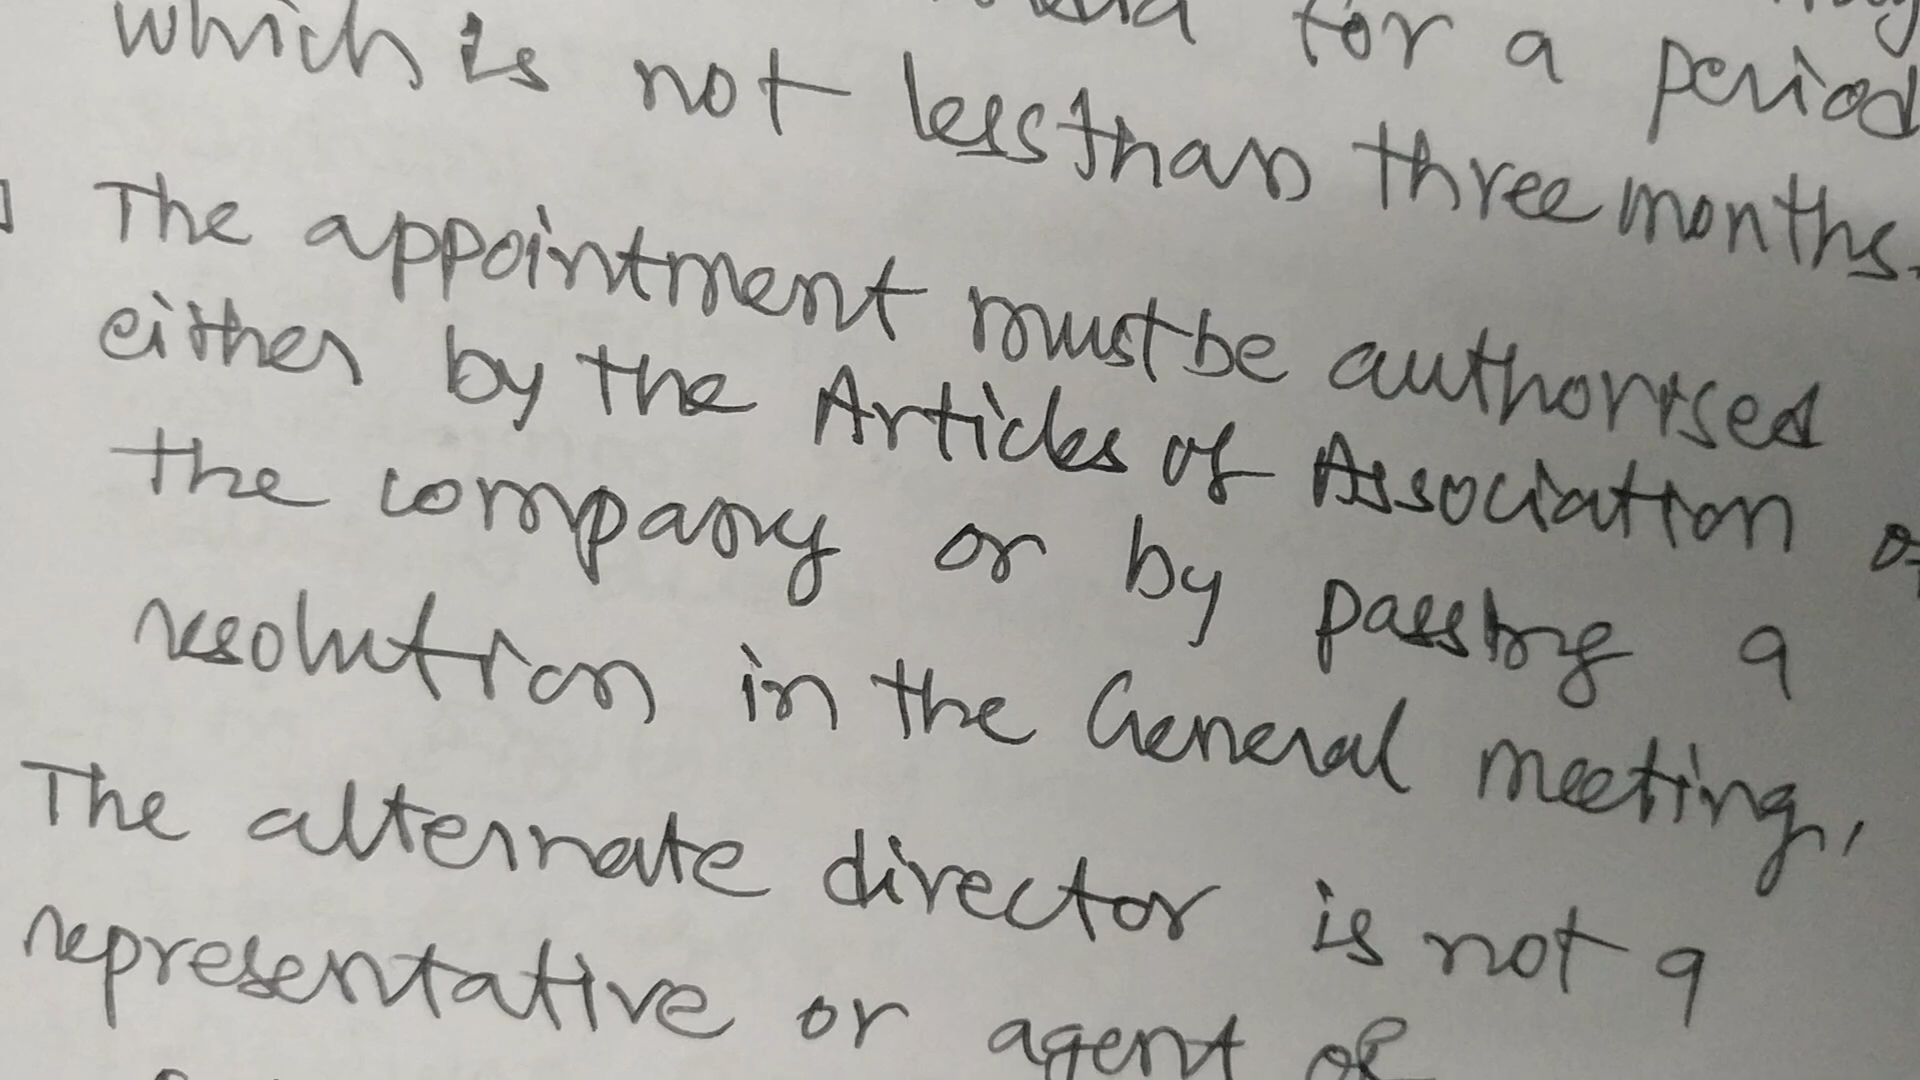 for a period
which is not less than three months.
] The appointment must be authorised
either by the Articles of Association of
the company or by passing a
resolution in the General meeting,
The alternate director is not a
representative or agent of